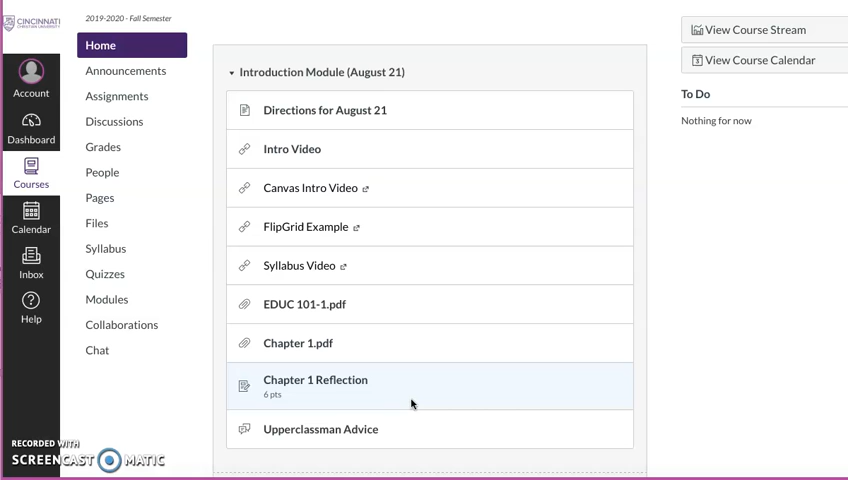 CINCINNATI
CHRISTIAN UNIVERSITY
Account
Dashboard
Courses
Calendar
Inbox
Help
2019-2020 - Fall Semester
Home
Announcements
Assignments
Discussions
Grades
People
Pages
Files
Syllabus
Quizzes
Modules
Collaborations
Chat
Introduction Module (August 21)
Directions for August 21
Intro Video
Canvas Intro Video
FlipGrid Example
Syllabus Video
EDUC 101-1.pdf
Chapter 1.pdf
Chapter 1 Reflection
6 pts
Upperclassman Advice
View Course Stream
View Course Calendar
To Do
Nothing for now
RECORDED WITH
SCREENCAST MATIC